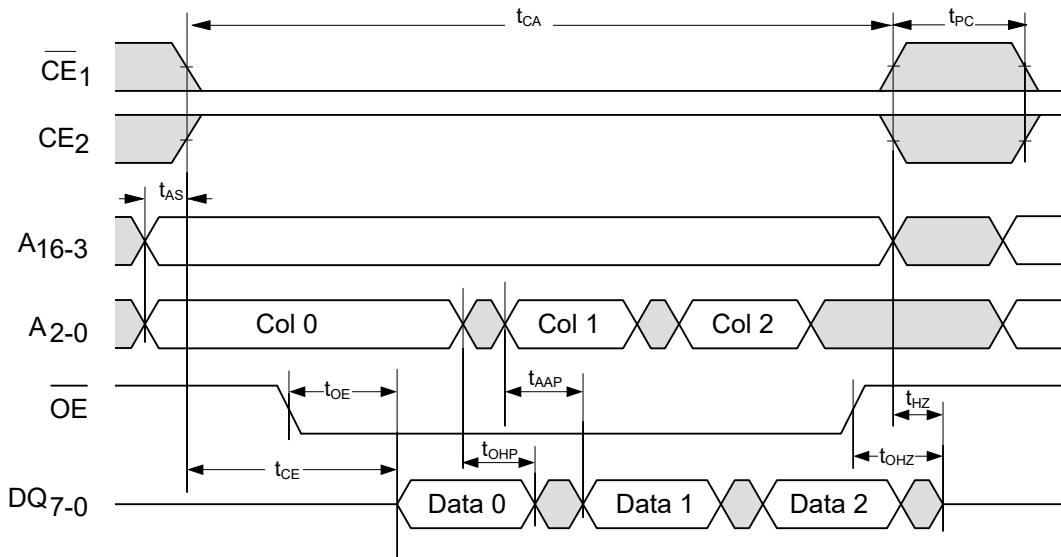 tCA tPC
CE1
CE2
tAS
A16-3
A2-0 Col 0 Col 1 Col 2
OE tOE tAAP tHZ
tCE tOHP tOHZ
DQ7-0 Data 0 Data 1 Data 2